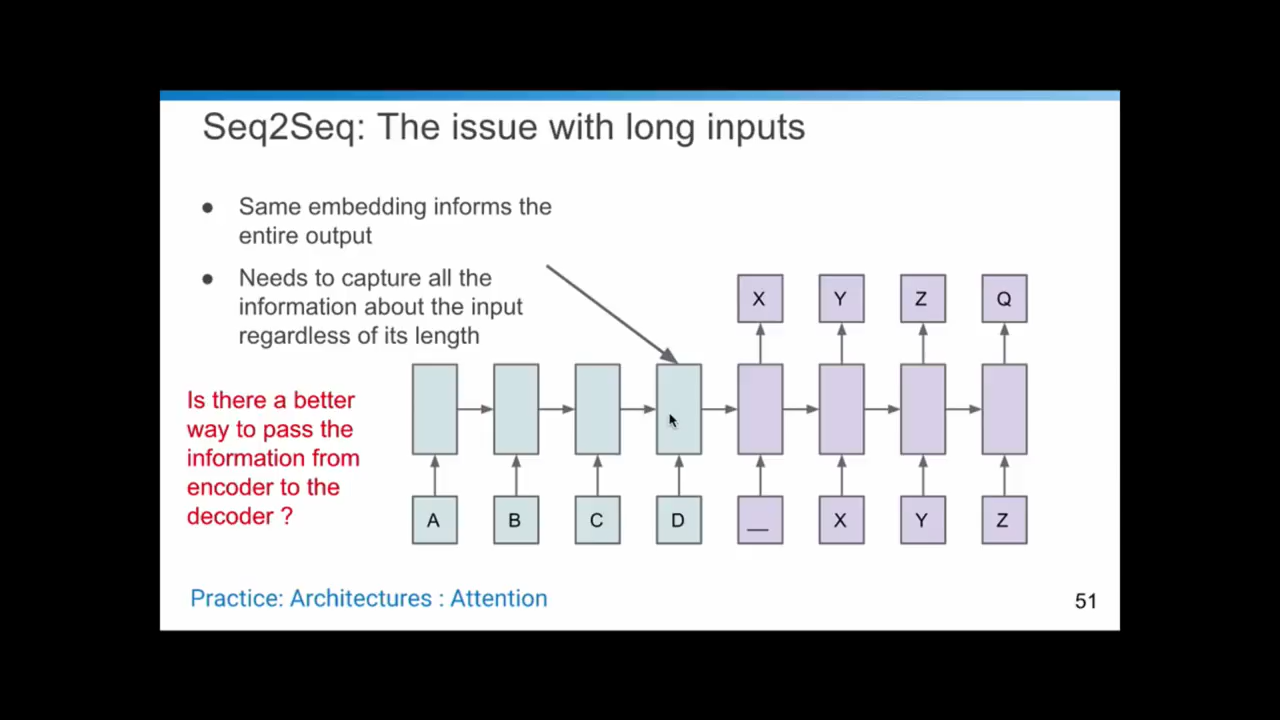 Seq2Seq: The issue with long inputs
● Same embedding informs the
entire output
● Needs to capture all the
information about the input
regardless of its length
Is there a better
way to pass the
information from
encoder to the
decoder ?
X Y Z Q
A B C D __ X Y Z
Practice: Architectures : Attention
51